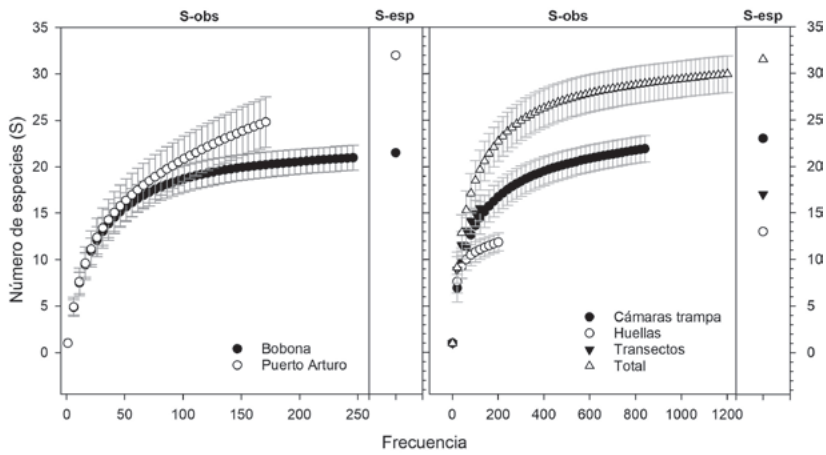 S-obs
S-esp
S-obs
S-esp
Número de especies (S)
35
30
25
20
15
10
5
0
35
30
25
20
15
10
5
0
Bobona
Puerto Arturo
Cámaras trampa
Huellas
Transectos
Total
0 50 100 150 200 250
0 200 400 600 800 1000 1200
Frecuencia